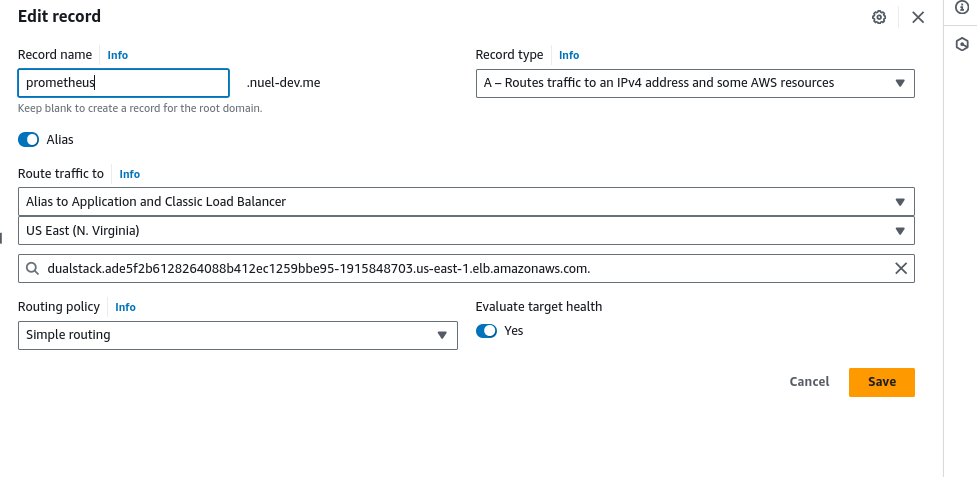 Edit record
Record name Info
prometheus .nuel-dev.me
Keep blank to create a record for the root domain.
Record type Info
A – Routes traffic to an IPv4 address and some AWS resources
Alias
Route traffic to Info
Alias to Application and Classic Load Balancer
US East (N. Virginia)
dualstack.ade5f2b6128264088b412ec1259bbe95-1915848703.us-east-1.elb.amazonaws.com.
Routing policy Info
Simple routing
Evaluate target health
Yes
Cancel Save